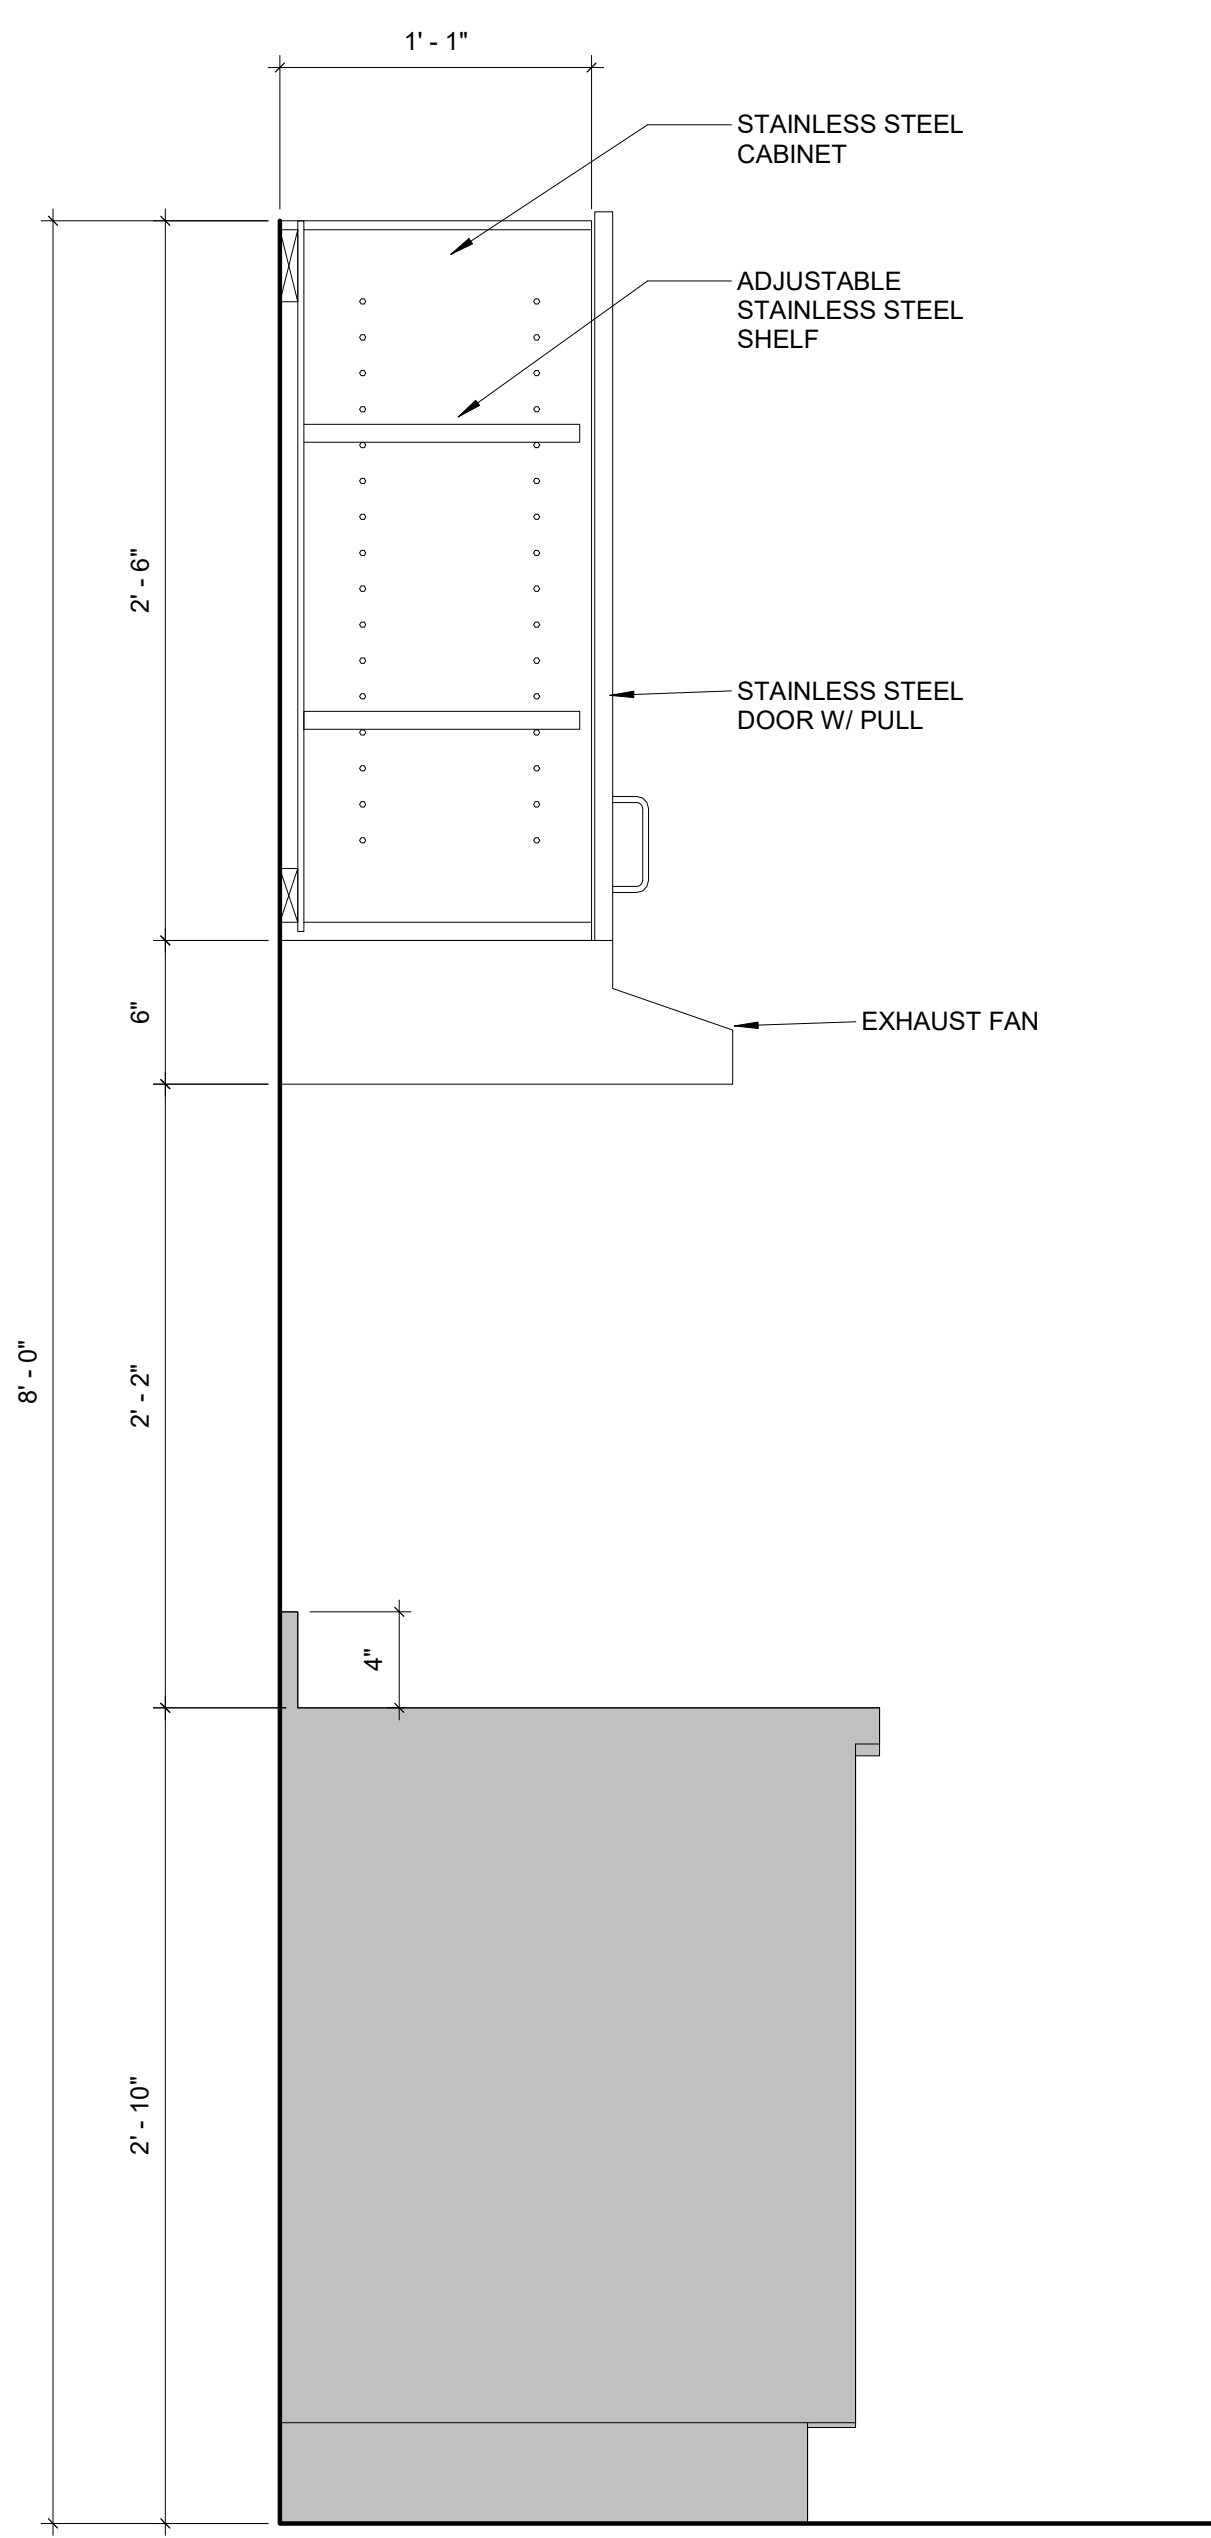 1' - 1"
STAINLESS STEEL
CABINET
ADJUSTABLE
STAINLESS STEEL
SHELF
2' - 6"
STAINLESS STEEL
DOOR W/ PULL
6"
EXHAUST FAN
8' - 0"
2' - 2"
4"
2' - 10"